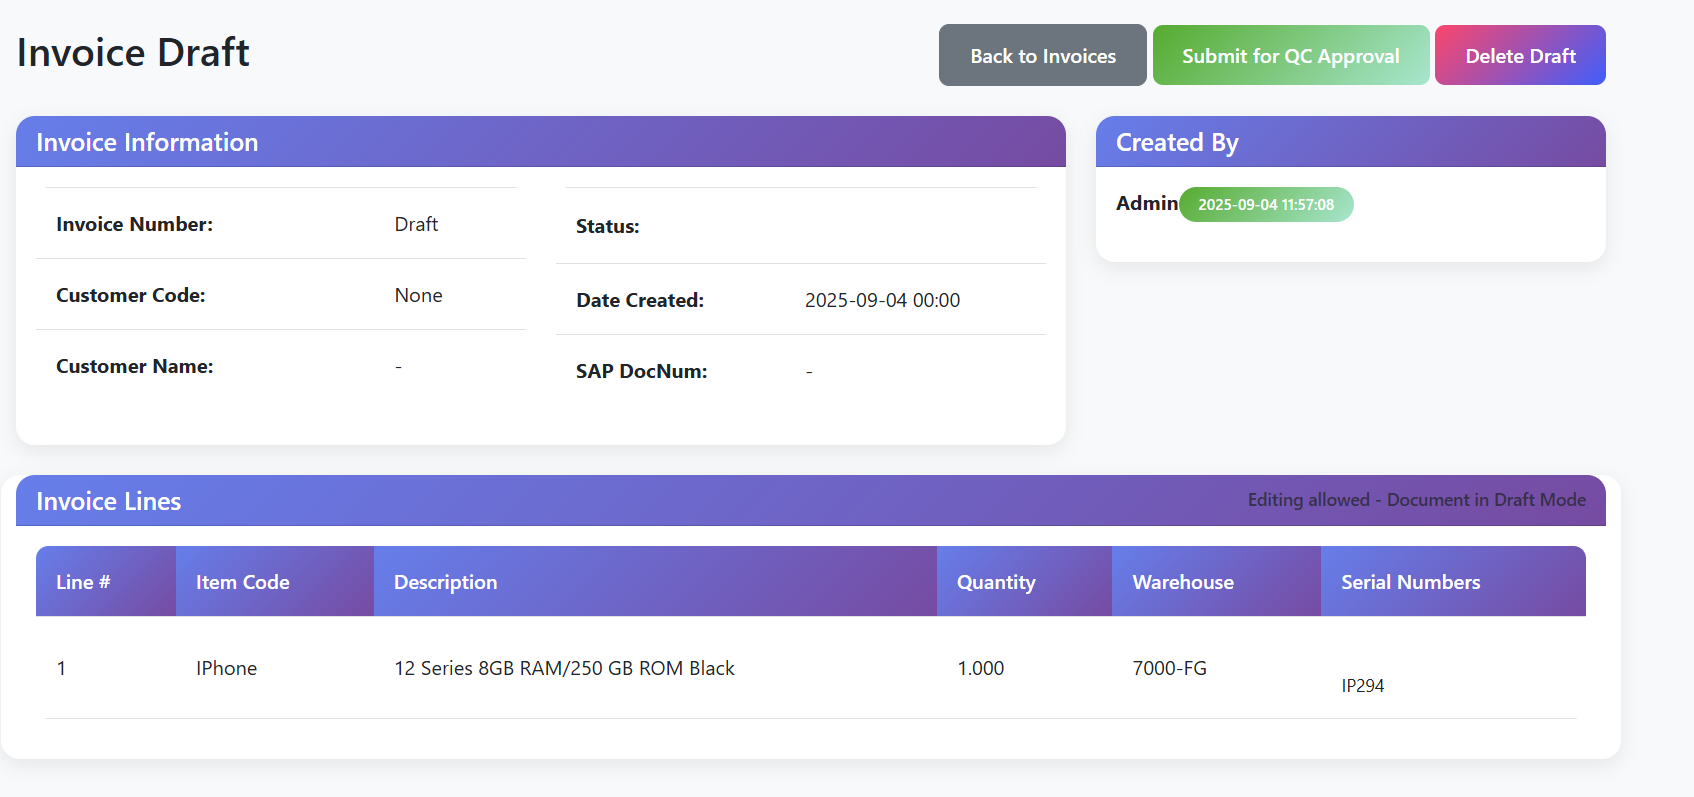 Invoice Draft
Back to Invoices
Submit for QC Approval
Delete Draft
Invoice Information
Invoice Number: Draft
Customer Code: None
Customer Name: -
Status:
Date Created: 2025-09-04 00:00
SAP DocNum: -
Created By
Admin 2025-09-04 11:57:08
Invoice Lines
Editing allowed - Document in Draft Mode
Line # Item Code Description Quantity Warehouse Serial Numbers
1 IPhone 12 Series 8GB RAM/250 GB ROM Black 1.000 7000-FG IP294